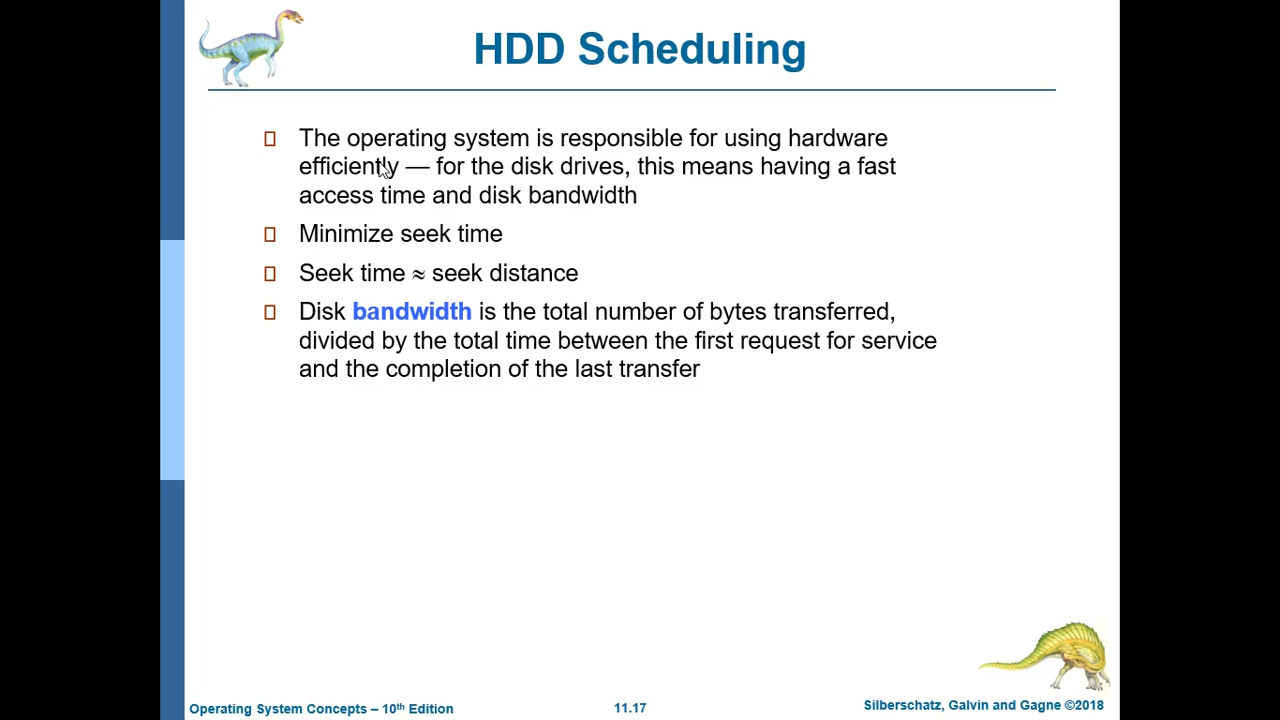 HDD Scheduling
The operating system is responsible for using hardware
efficiently — for the disk drives, this means having a fast
access time and disk bandwidth
Minimize seek time
Seek time ≈ seek distance
Disk bandwidth is the total number of bytes transferred,
divided by the total time between the first request for service
and the completion of the last transfer
Operating System Concepts – 10th Edition
11.17
Silberschatz, Galvin and Gagne ©2018